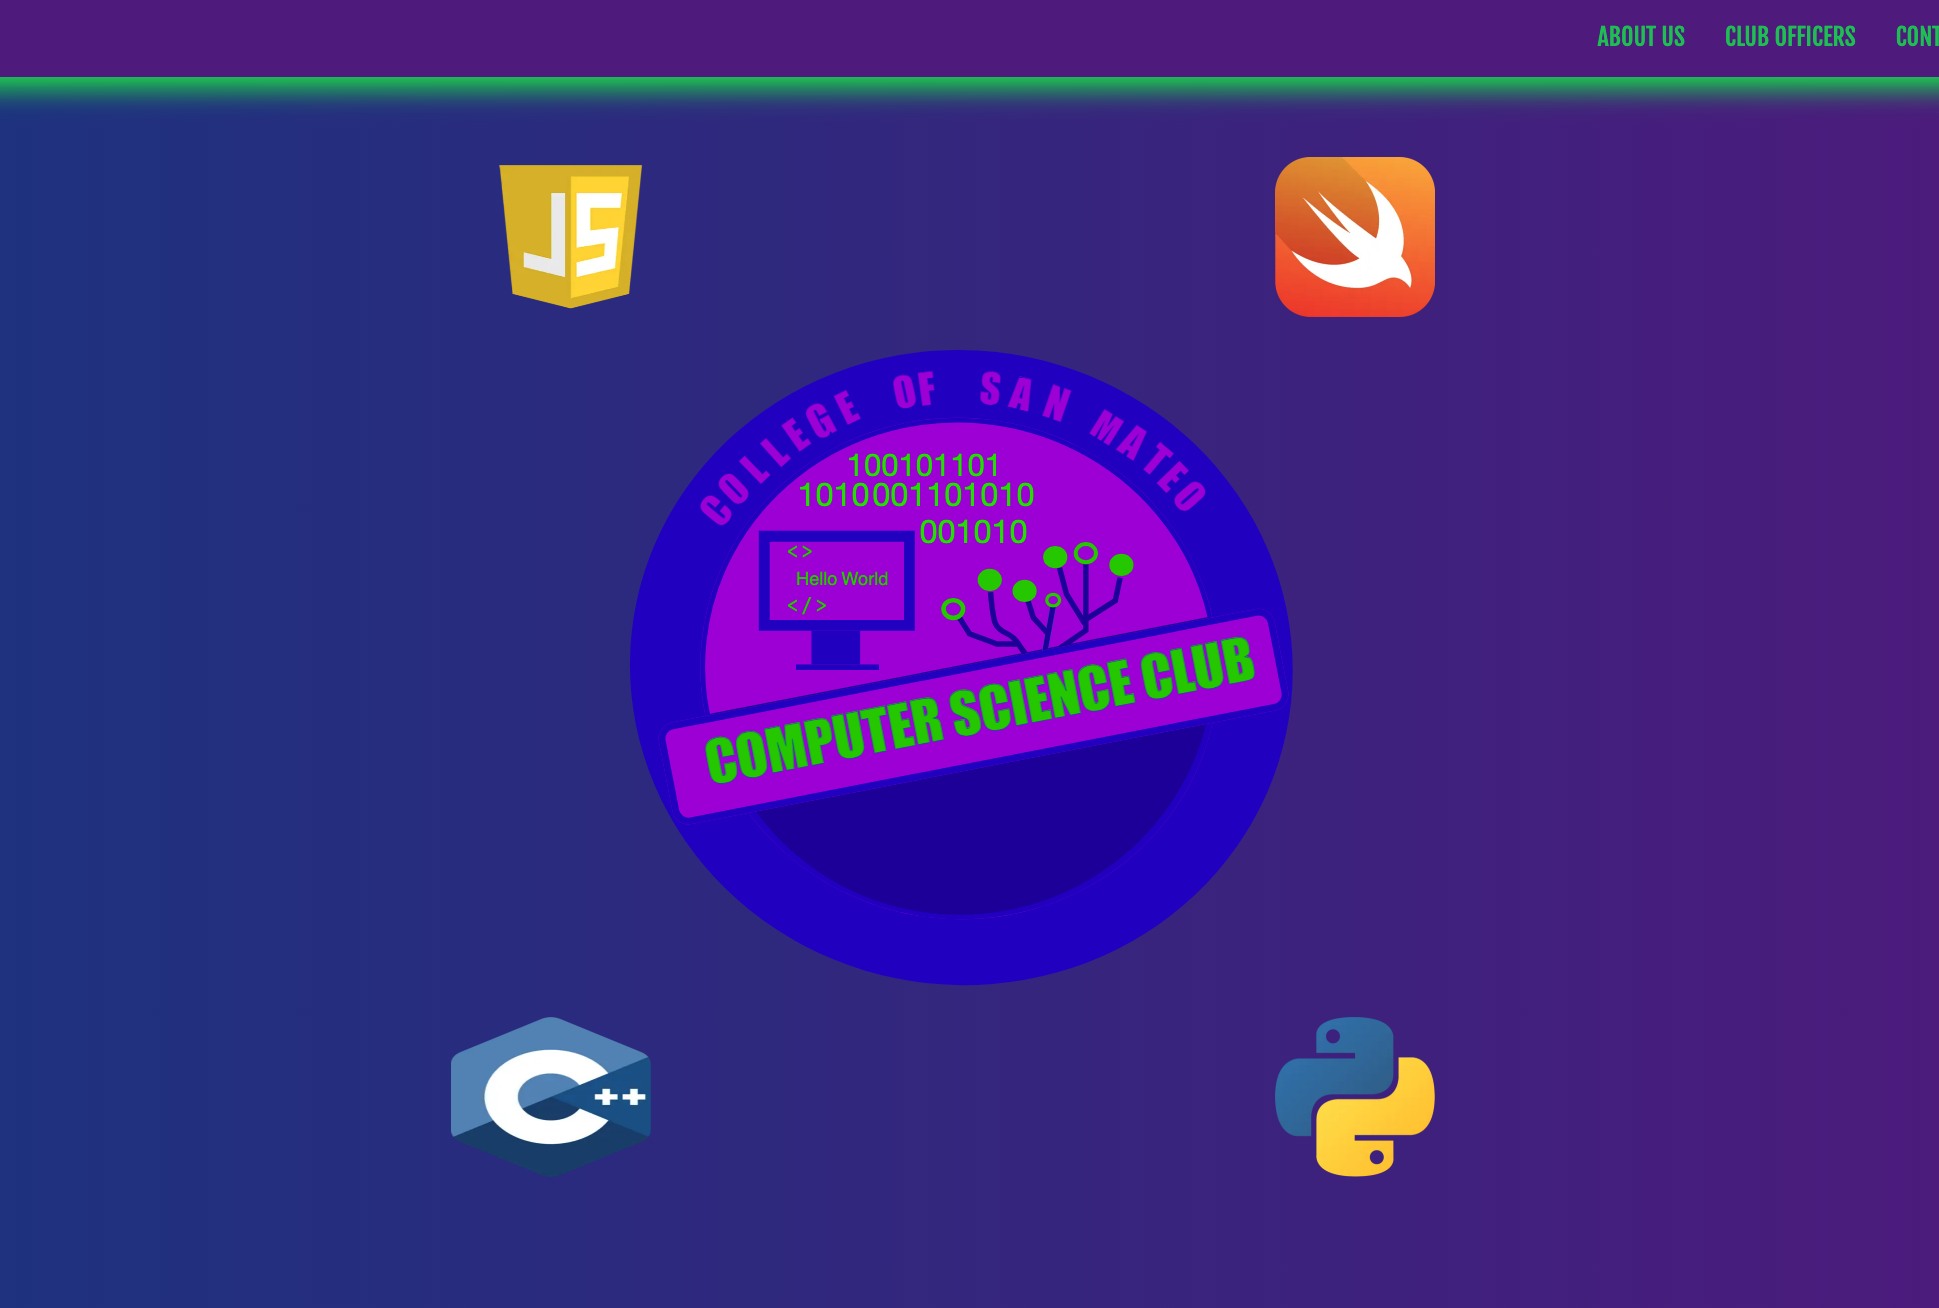 ABOUT US CLUB OFFICERS CONT
JS
COLLEGE OF SAN MATEO
100101101
1010001101010
001010
<>
Hello World
</>
COMPUTER SCIENCE CLUB
C++